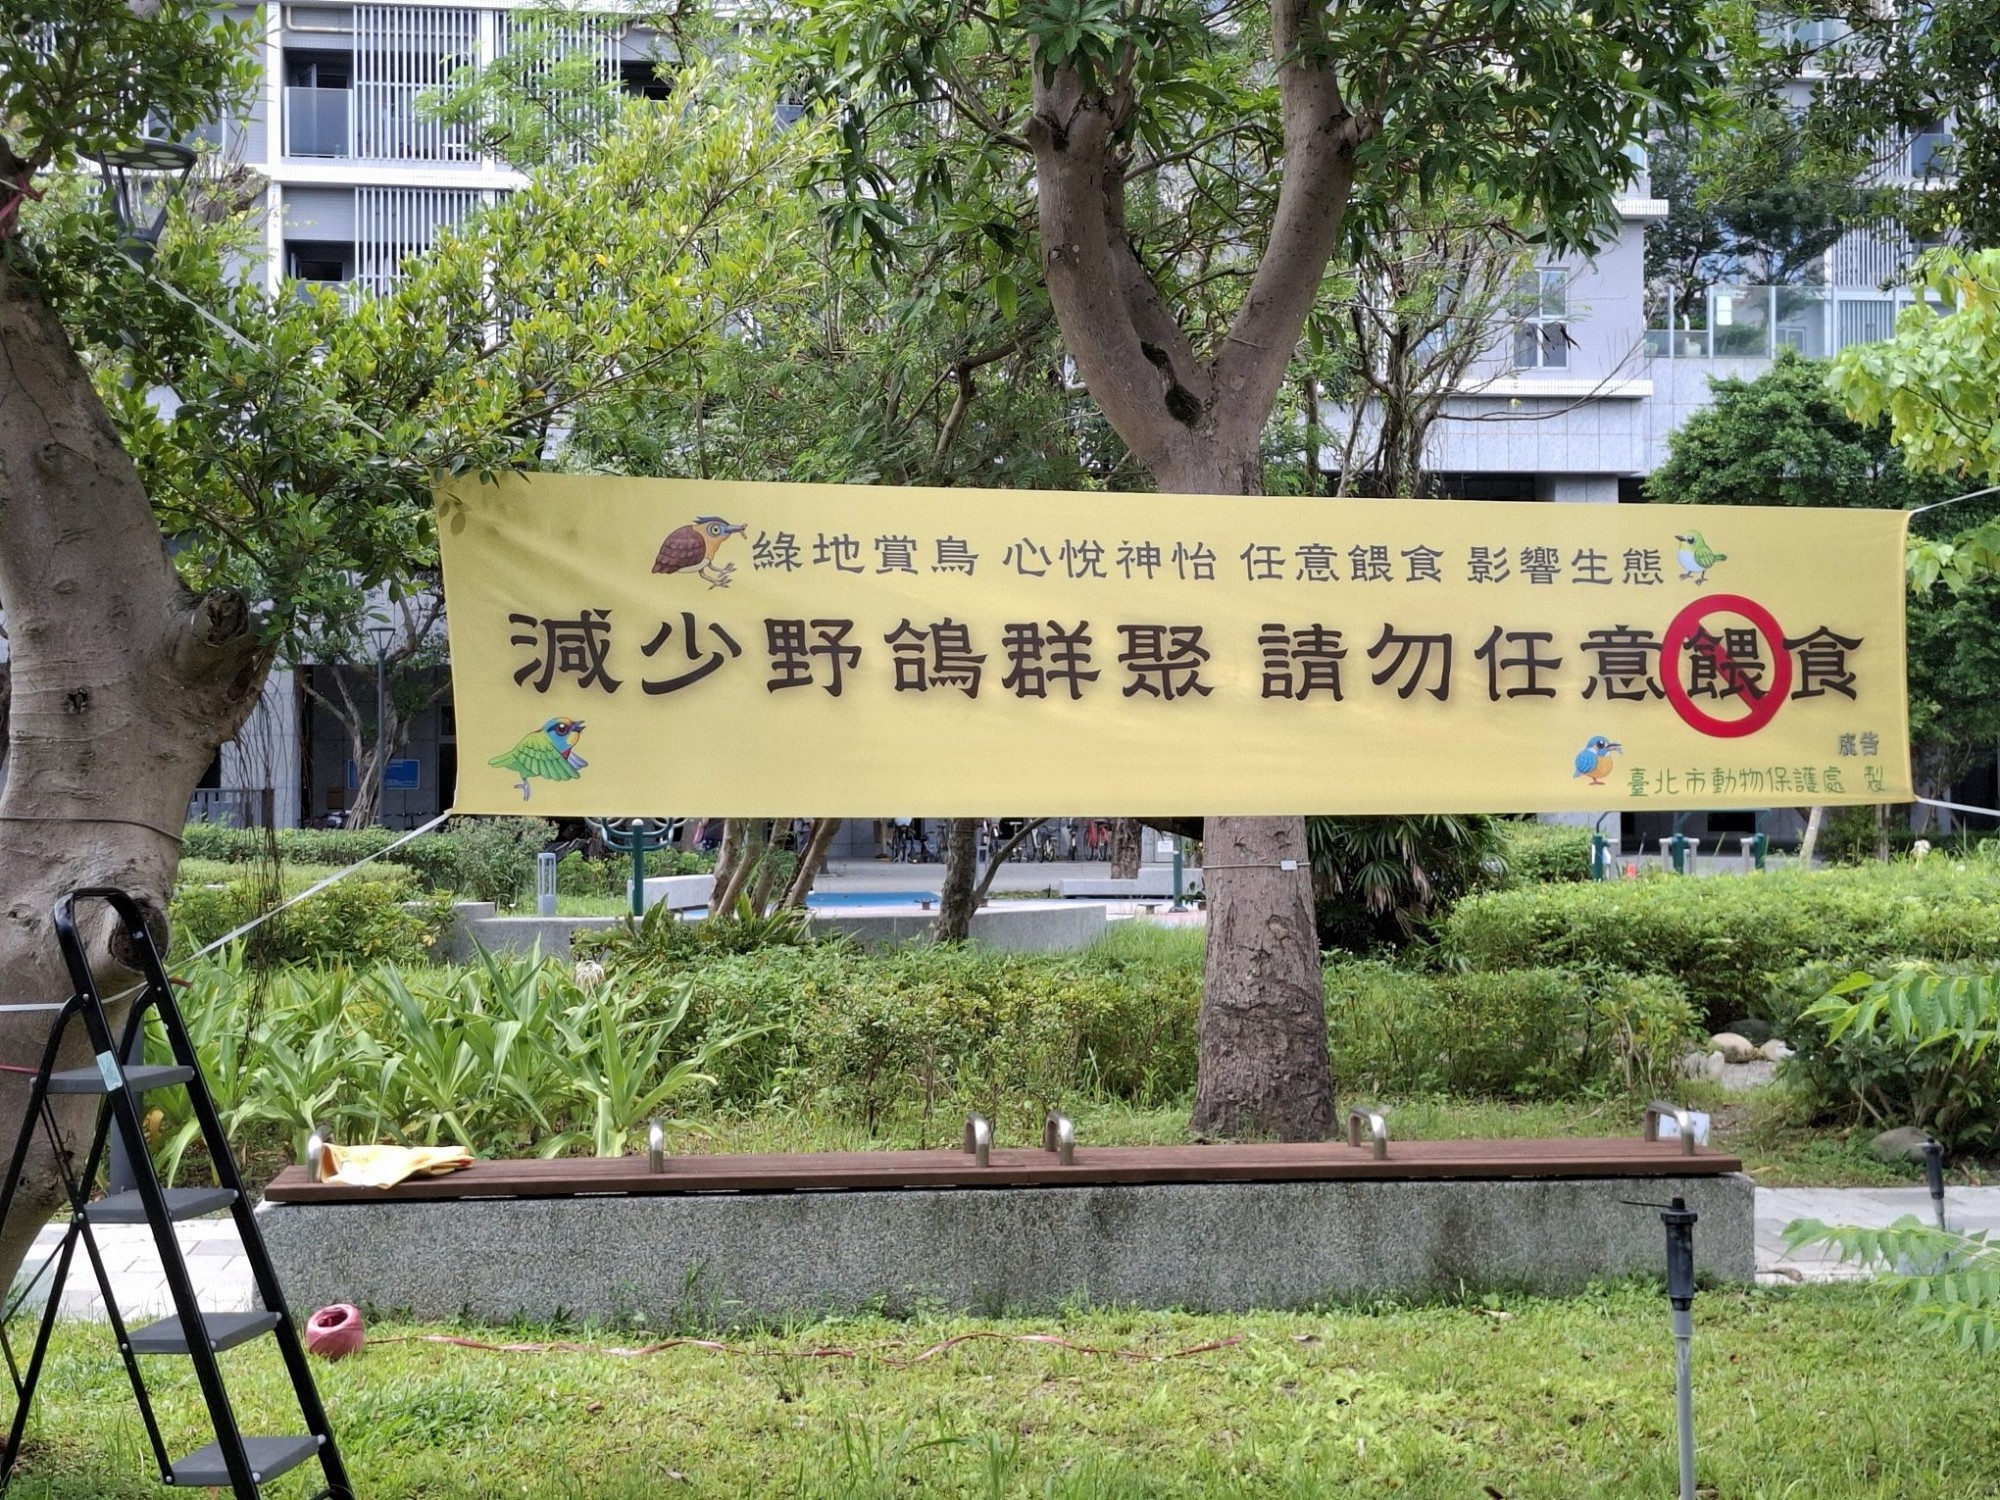 綠地賞鳥 心悅神怡 任意餵食 影響生態
減少野鴿群聚 請勿任意餵食
廣告
臺北市動物保護處 製